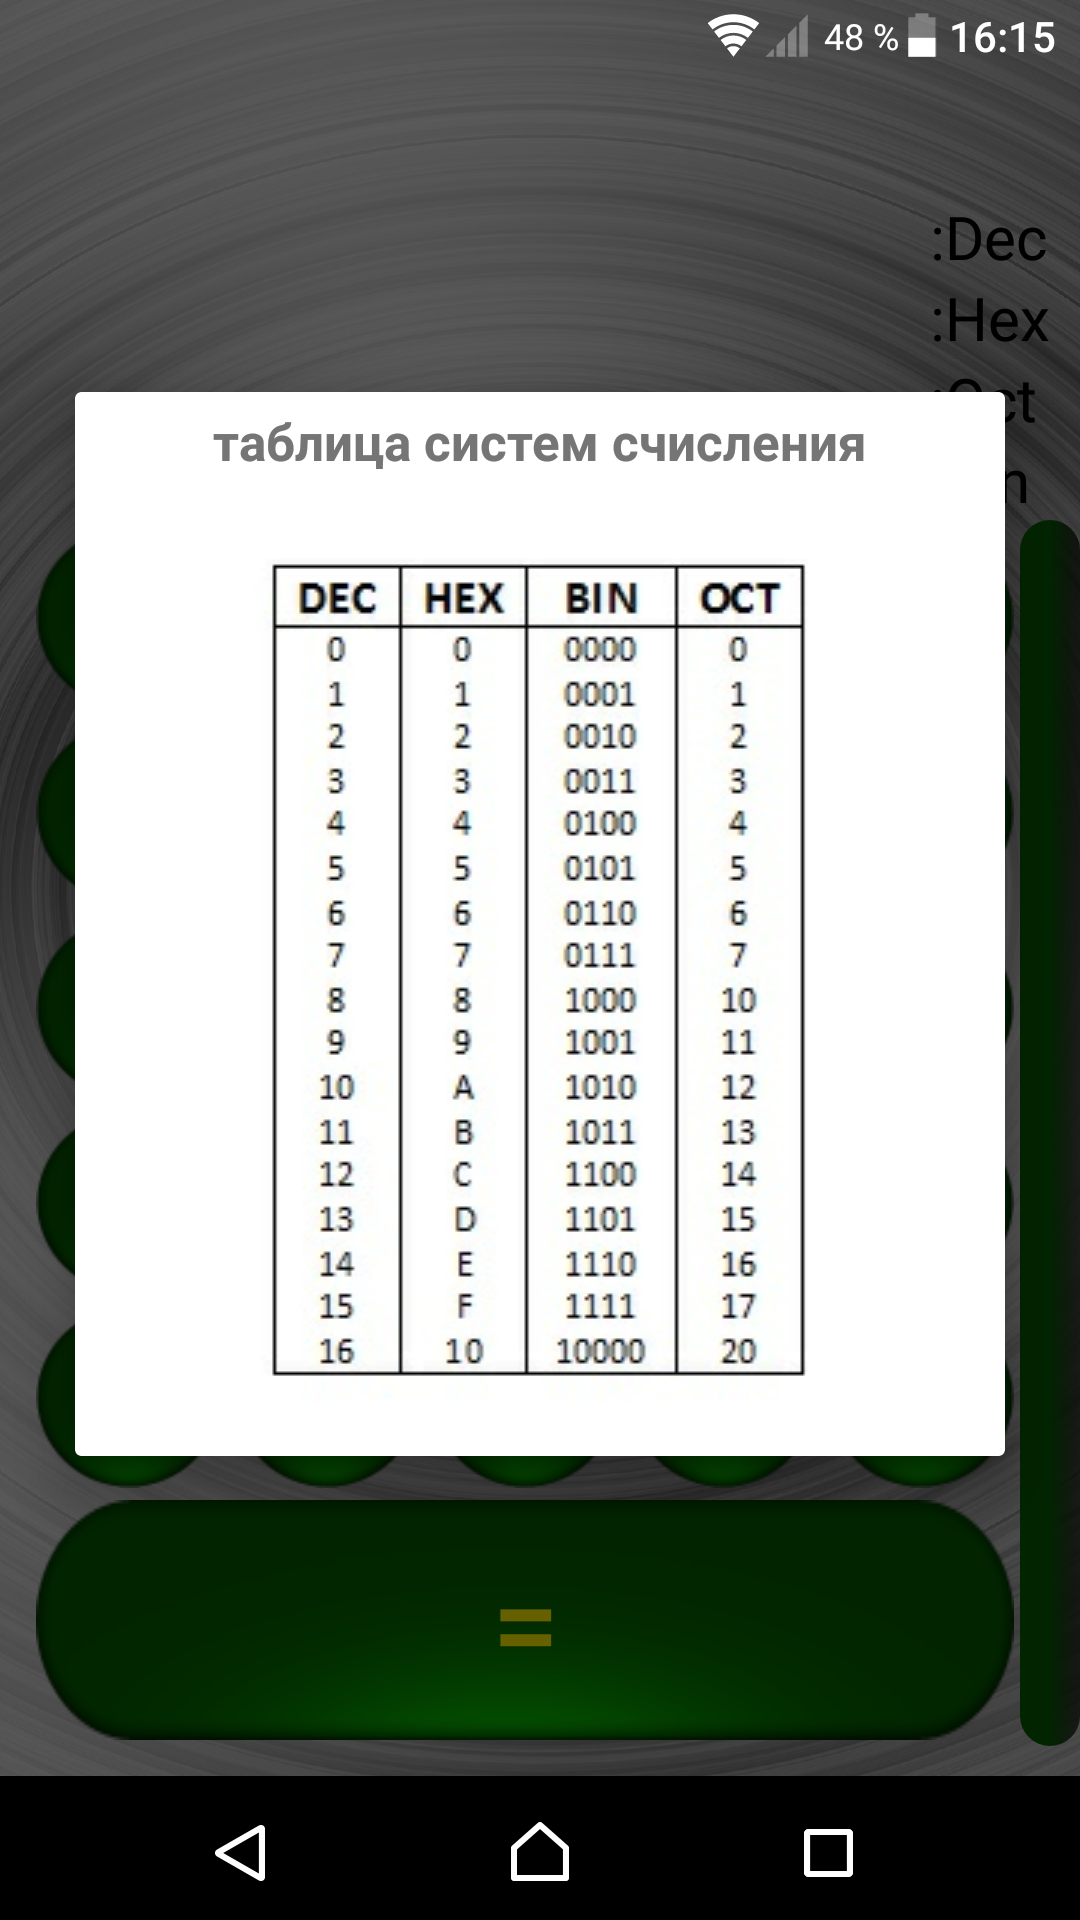 48 % 16:15
:Dec
:Hex
таблица систем счисления
DEC HEX BIN OCT
0 0 0000 0
1 1 0001 1
2 2 0010 2
3 3 0011 3
4 4 0100 4
5 5 0101 5
6 6 0110 6
7 7 0111 7
8 8 1000 10
9 9 1001 11
10 A 1010 12
11 B 1011 13
12 C 1100 14
13 D 1101 15
14 E 1110 16
15 F 1111 17
16 10 10000 20
=